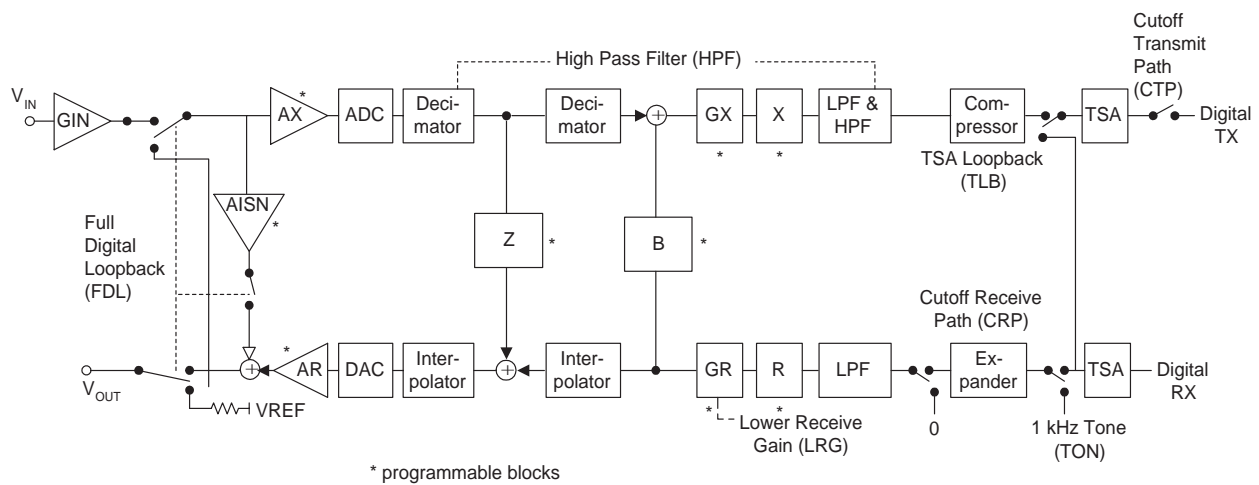 Cutoff
Transmit
Path
(CTP)
High Pass Filter (HPF)
VIN
GIN
AX
*
ADC
Deci-
mator
Deci-
mator
+
GX
*
X
*
LPF &
HPF
Com-
pressor
TSA
Digital
TX
TSA Loopback
(TLB)
AISN
*
Full
Digital
Loopback
(FDL)
Z
*
B
*
Cutoff Receive
Path (CRP)
VOUT
+
*
AR
DAC
Inter-
polator
+
Inter-
polator
GR
*
R
*
LPF
Ex-
pander
TSA
Digital
RX
VREF
Lower Receive
Gain (LRG)
0
1 kHz Tone
(TON)
* programmable blocks